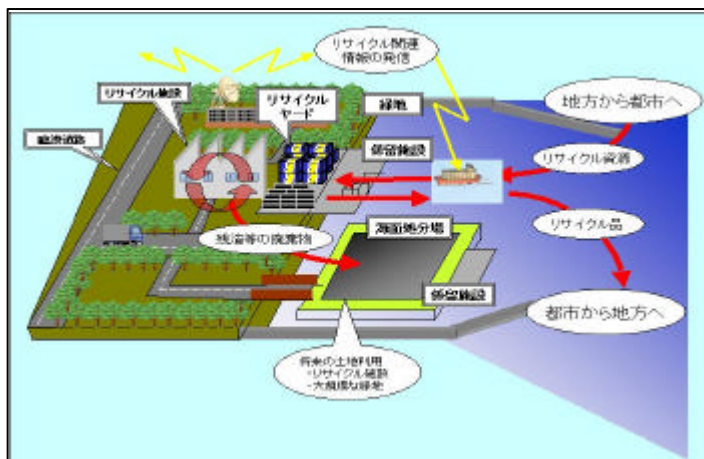 リサイクル関連
情報の発信
リサイクル施設
リサイクル
ヤード
緑地
地方から都市へ
臨港道路
係留施設
リサイクル資源
リサイクル品
残渣等の廃棄物
海面処分場
係留施設
都市から地方へ
将来の土地利用
・リサイクル施設
・大規模な緑地